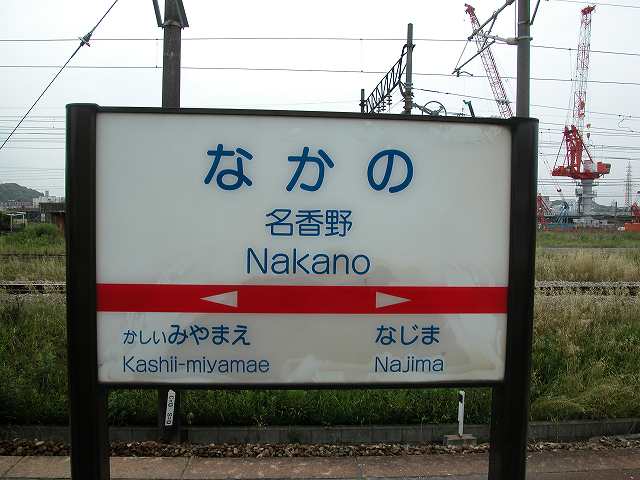 なかの
名香野
Nakano
かしいみやまえ なじま
Kashii-miyamae Najima